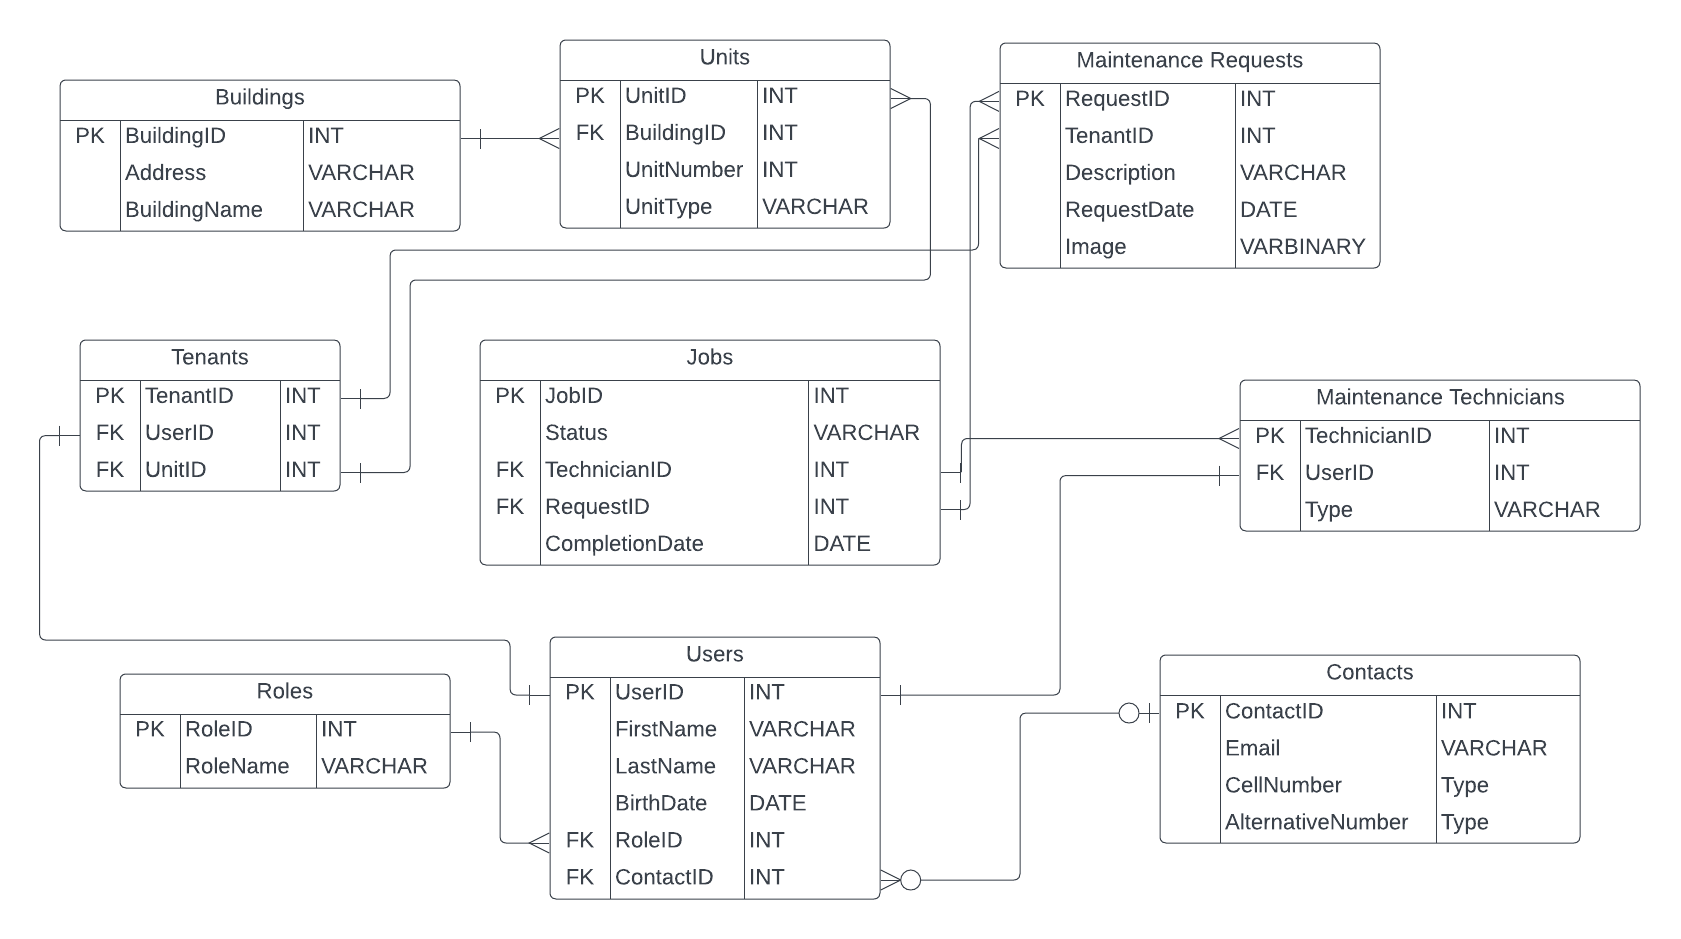 Buildings
PK BuildingID INT
Address VARCHAR
BuildingName VARCHAR
Units
PK UnitID INT
FK BuildingID INT
UnitNumber INT
UnitType VARCHAR
Maintenance Requests
PK RequestID INT
TenantID INT
Description VARCHAR
RequestDate DATE
Image VARBINARY
Tenants
PK TenantID INT
FK UserID INT
FK UnitID INT
Jobs
PK JobID INT
Status VARCHAR
FK TechnicianID INT
FK RequestID INT
CompletionDate DATE
Maintenance Technicians
PK TechnicianID INT
FK UserID INT
Type VARCHAR
Roles
PK RoleID INT
RoleName VARCHAR
Users
PK UserID INT
FirstName VARCHAR
LastName VARCHAR
BirthDate DATE
FK RoleID INT
FK ContactID INT
Contacts
PK ContactID INT
Email VARCHAR
CellNumber Type
AlternativeNumber Type